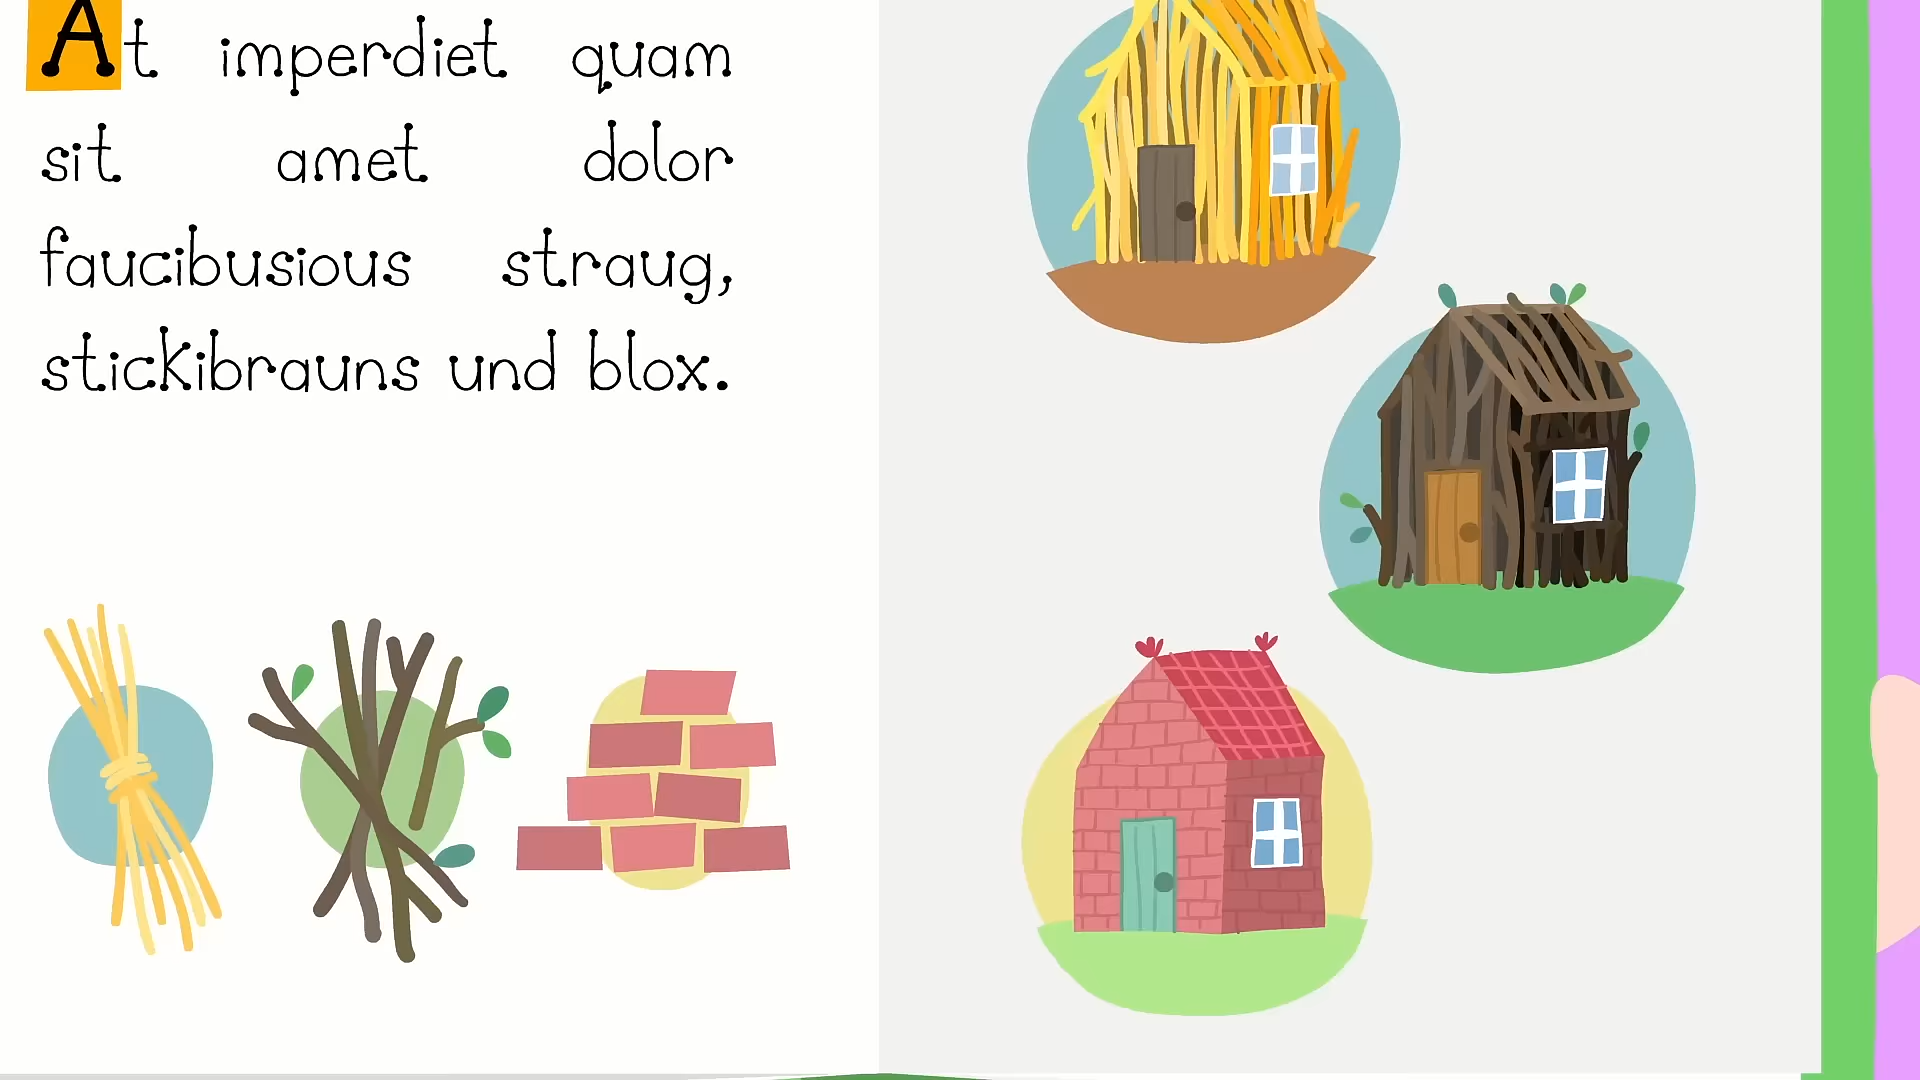 At imperdiet quam
sit amet dolor
faucibusious straug,
stickibrauns und blox.